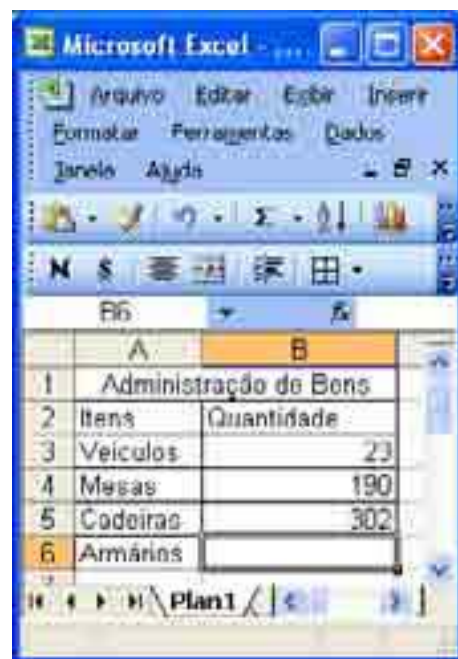 Microsoft Excel - ....
Arquivo Editar Exibir Inserir
Formatar Ferramentas Dados
Janela Ajuda
N $
B6 fx
A B
1 Administração de Bens
2 Itens Quantidade
3 Veículos 23
4 Mesas 190
5 Cadeiras 302
6 Armários
Plan1